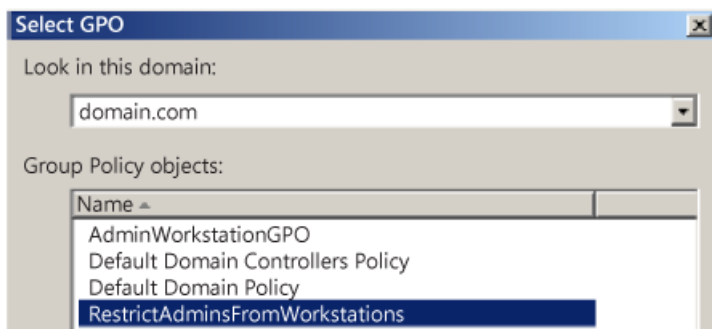 Select GPO
Look in this domain:
domain.com
Group Policy objects:
Name
AdminWorkstationGPO
Default Domain Controllers Policy
Default Domain Policy
RestrictAdminsFromWorkstations